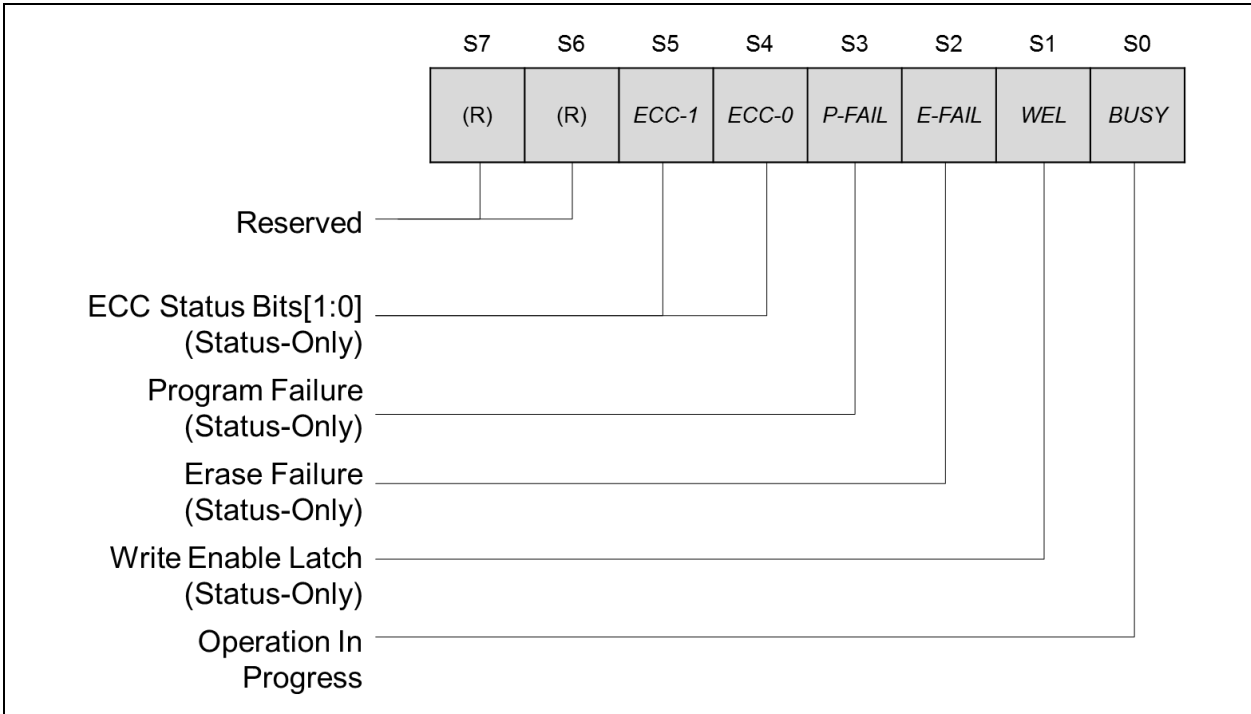 S7 S6 S5 S4 S3 S2 S1 S0
(R) (R) ECC-1 ECC-0 P-FAIL E-FAIL WEL BUSY
Reserved
ECC Status Bits[1:0]
(Status-Only)
Program Failure
(Status-Only)
Erase Failure
(Status-Only)
Write Enable Latch
(Status-Only)
Operation In
Progress